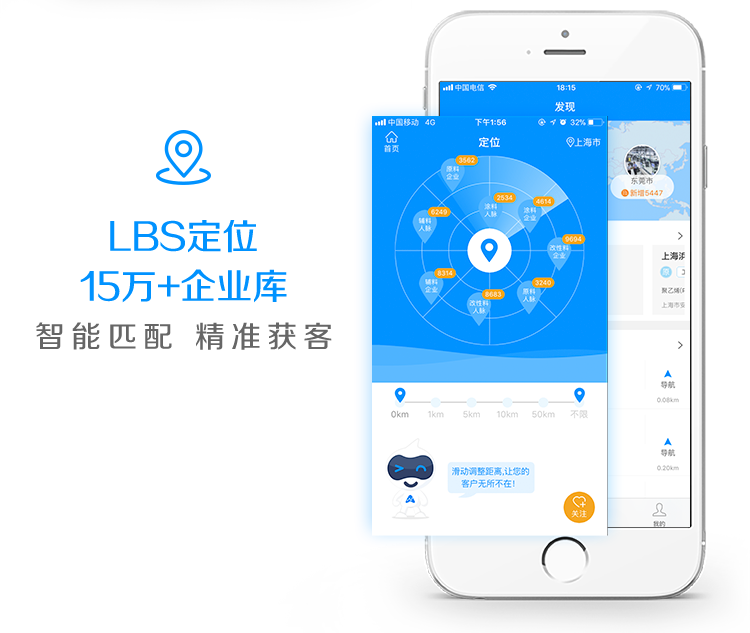 LBS定位
15万+企业库
智能匹配 精准获客
中国电信
18:15
70%
发现
中国移动 4G
下午1:56
32%
首页
定位
上海市
3562
原料
企业
2534
涂料
人脉
4614
涂料
企业
9249
辅料
人脉
9694
改性料
企业
8314
辅料
企业
8683
改性料
人脉
3240
原料
人脉
0km 1km 5km 10km 50km 不限
滑动调整距离,让您的
客户无所不在!
关注
东莞市
新增5447
上海浜
聚乙烯(P
上海市安
导航
0.08km
导航
0.20km
我的